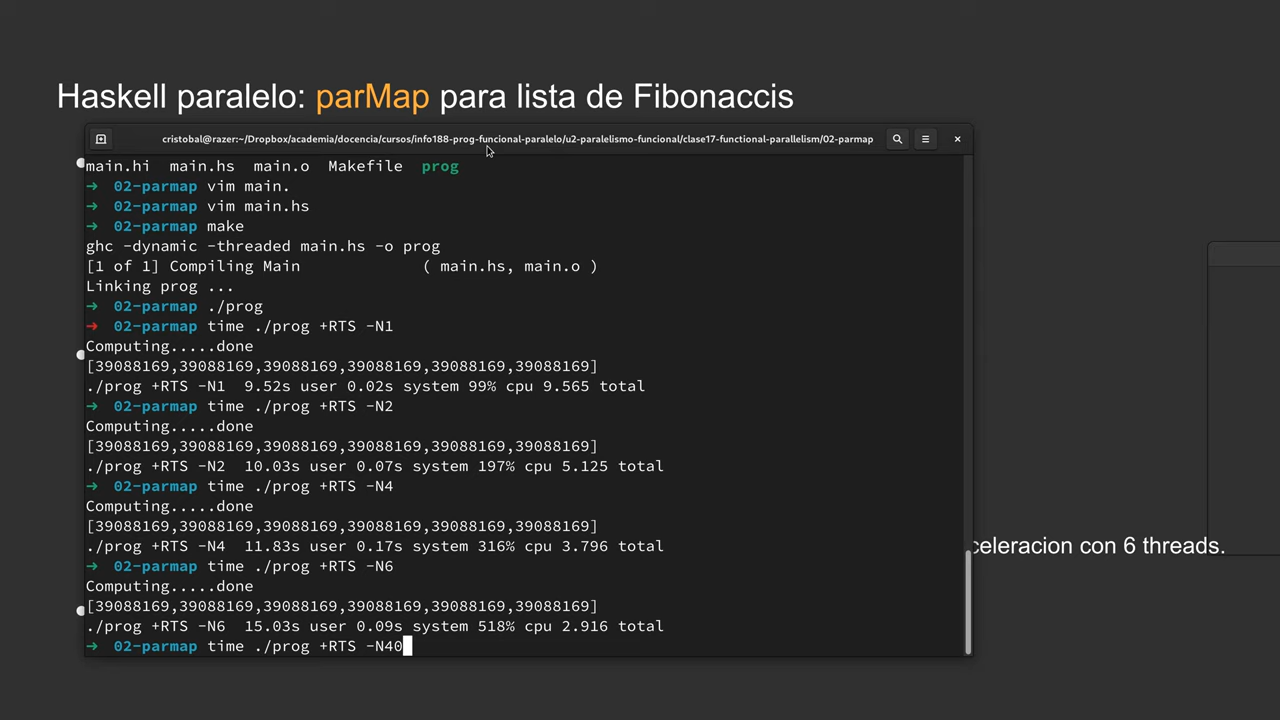 Haskell paralelo: parMap para lista de Fibonaccis
cristobal@razer:~/Dropbox/academia/docencia/cursos/info188-prog-funcional-paralelo/u2-paralelismo-funcional/clase17-functional-parallelism/02-parmap
main.hi main.hs main.o Makefile prog
→ 02-parmap vim main.
→ 02-parmap vim main.hs
→ 02-parmap make
ghc -dynamic -threaded main.hs -o prog
[1 of 1] Compiling Main ( main.hs, main.o )
Linking prog ...
→ 02-parmap ./prog
→ 02-parmap time ./prog +RTS -N1
Computing.....done
[39088169,39088169,39088169,39088169,39088169,39088169]
./prog +RTS -N1 9.52s user 0.02s system 99% cpu 9.565 total
→ 02-parmap time ./prog +RTS -N2
Computing.....done
[39088169,39088169,39088169,39088169,39088169,39088169]
./prog +RTS -N2 10.03s user 0.07s system 197% cpu 5.125 total
→ 02-parmap time ./prog +RTS -N4
Computing.....done
[39088169,39088169,39088169,39088169,39088169,39088169]
./prog +RTS -N4 11.83s user 0.17s system 316% cpu 3.796 total
→ 02-parmap time ./prog +RTS -N6
Computing.....done
[39088169,39088169,39088169,39088169,39088169,39088169]
./prog +RTS -N6 15.03s user 0.09s system 518% cpu 2.916 total
→ 02-parmap time ./prog +RTS -N40
celeracion con 6 threads.